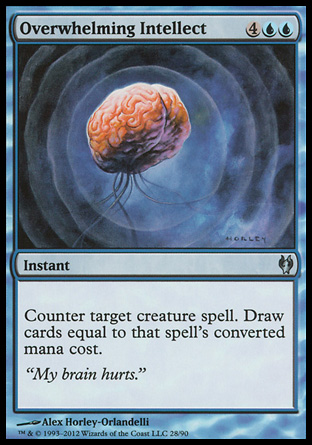 Overwhelming Intellect 4
HORLEY
Instant
Counter target creature spell. Draw
cards equal to that spell's converted
mana cost.
“My brain hurts.”
Alex Horley-Orlandelli
™ & © 1993–2012 Wizards of the Coast LLC 28/90